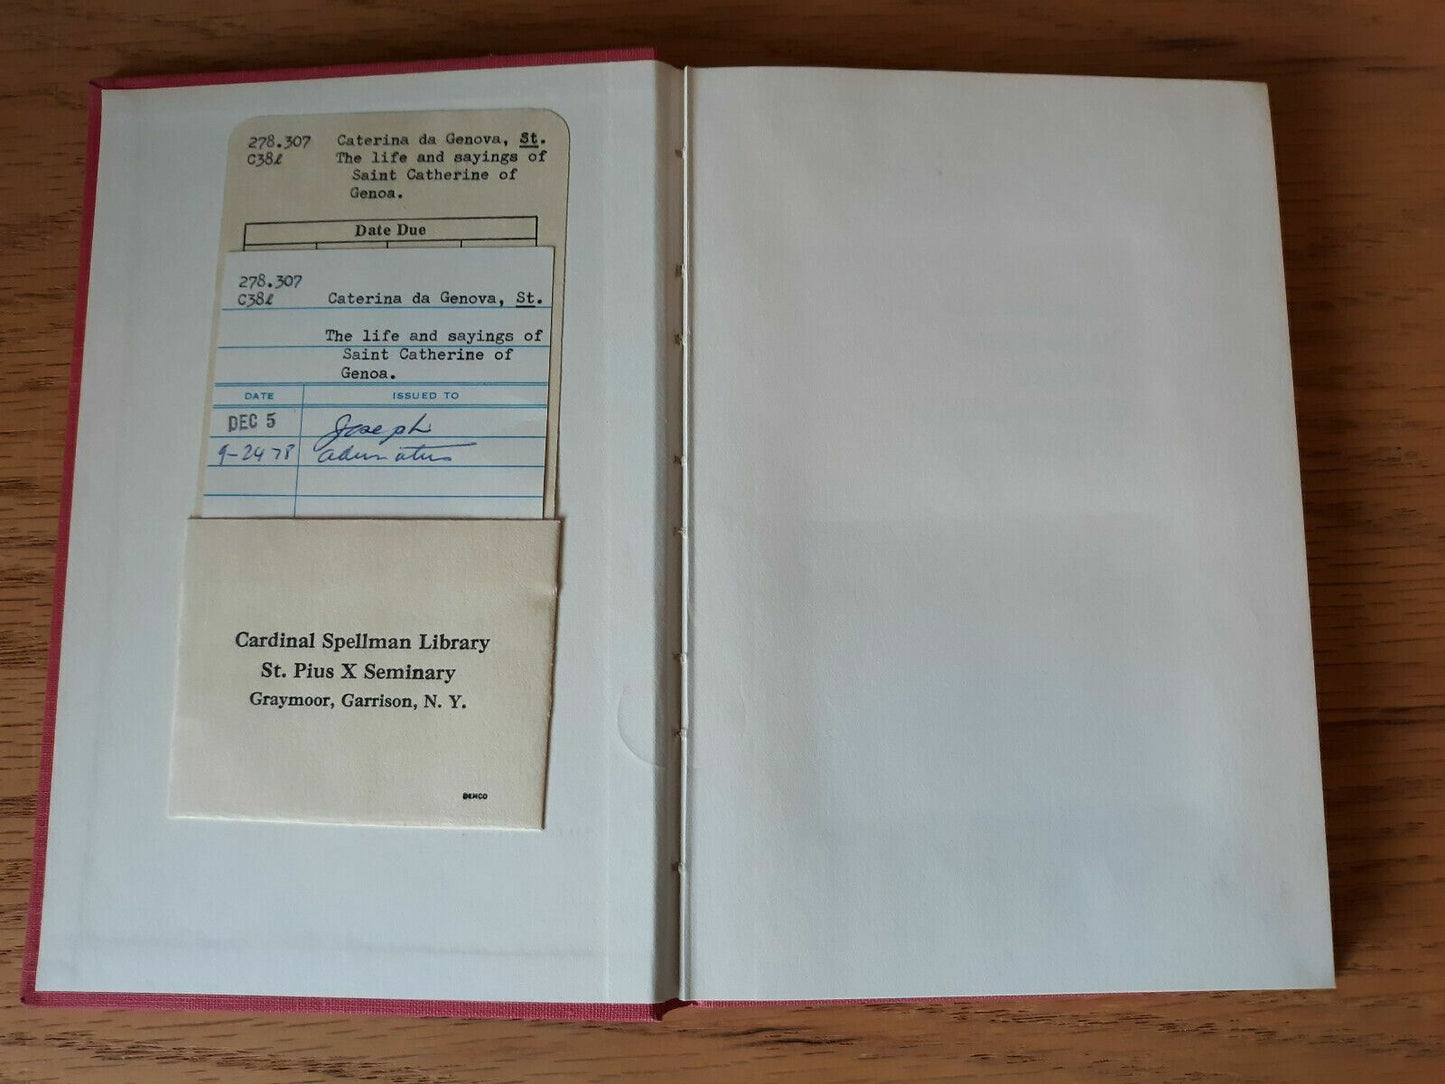 278.307 Caterina da Genova, St.
C38l The life and sayings of
Saint Catherine of
Genoa.
Date Due
278.307
C38l Caterina da Genova, St.
The life and sayings of
Saint Catherine of
Genoa.
DATE ISSUED TO
DEC 5 Joseph
9-24 78
Cardinal Spellman Library
St. Pius X Seminary
Graymoor, Garrison, N. Y.
DEMCO